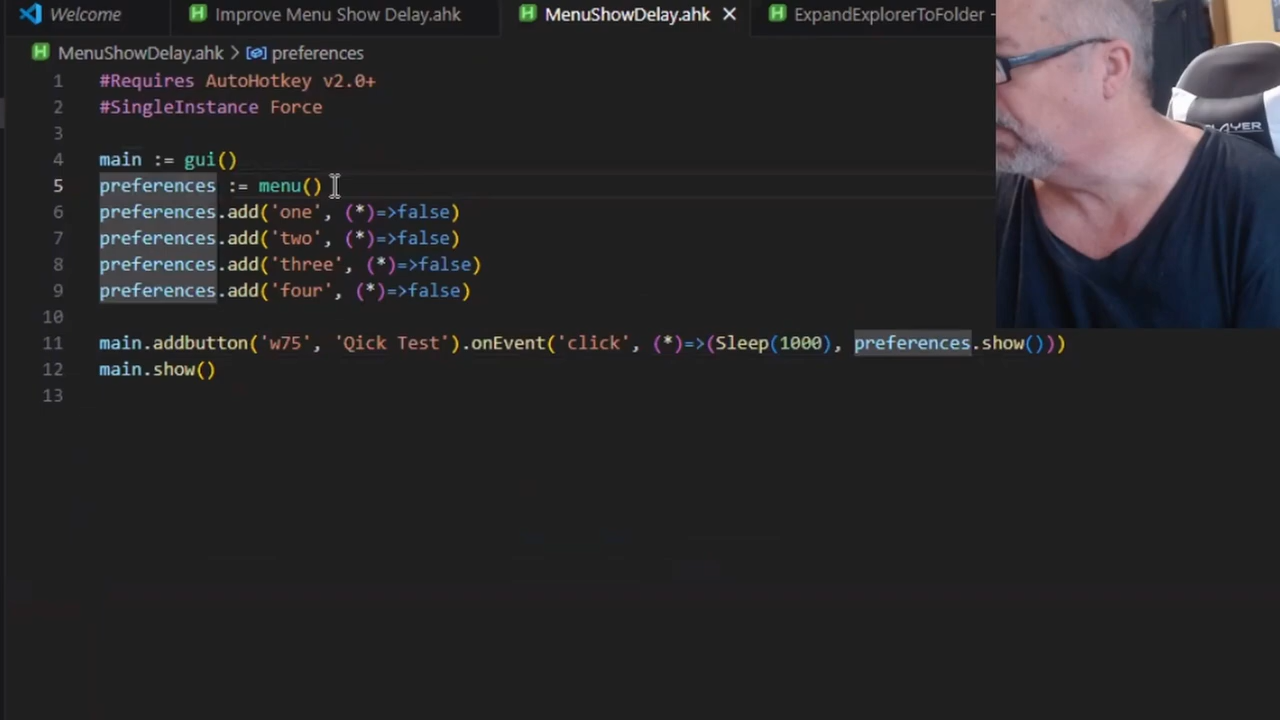 Welcome
Improve Menu Show Delay.ahk
MenuShowDelay.ahk
ExpandExplorerToFolder -
MenuShowDelay.ahk > preferences
1 #Requires AutoHotkey v2.0+
2 #SingleInstance Force
3
4 main := gui()
5 preferences := menu()
6 preferences.add('one', (*)=>false)
7 preferences.add('two', (*)=>false)
8 preferences.add('three', (*)=>false)
9 preferences.add('four', (*)=>false)
10
11 main.addbutton('w75', 'Qick Test').onEvent('click', (*)=>(Sleep(1000), preferences.show()))
12 main.show()
13